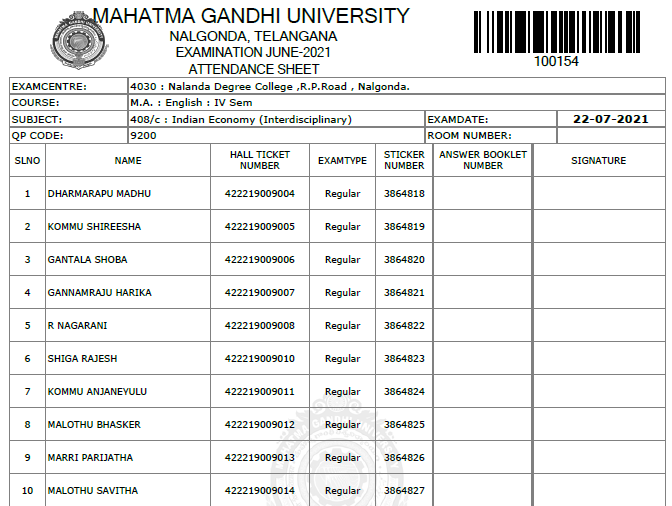 MAHATMA GANDHI UNIVERSITY
NALGONDA, TELANGANA
EXAMINATION JUNE-2021
ATTENDANCE SHEET
100154
EXAMCENTRE: 4030 : Nalanda Degree College ,R.P.Road , Nalgonda.
COURSE: M.A. : English : IV Sem
SUBJECT: 408/c : Indian Economy (Interdisciplinary) EXAMDATE: 22-07-2021
QP CODE: 9200 ROOM NUMBER:
SLNO NAME HALL TICKET NUMBER EXAMTYPE STICKER NUMBER ANSWER BOOKLET NUMBER SIGNATURE
1 DHARMARAPU MADHU 422219009004 Regular 3864818
2 KOMMU SHIREESHA 422219009005 Regular 3864819
3 GANTALA SHOBA 422219009006 Regular 3864820
4 GANNAMRAJU HARIKA 422219009007 Regular 3864821
5 R NAGARANI 422219009008 Regular 3864822
6 SHIGA RAJESH 422219009010 Regular 3864823
7 KOMMU ANJANEYULU 422219009011 Regular 3864824
8 MALOTHU BHASKER 422219009012 Regular 3864825
9 MARRI PARIJATHA 422219009013 Regular 3864826
10 MALOTHU SAVITHA 422219009014 Regular 3864827